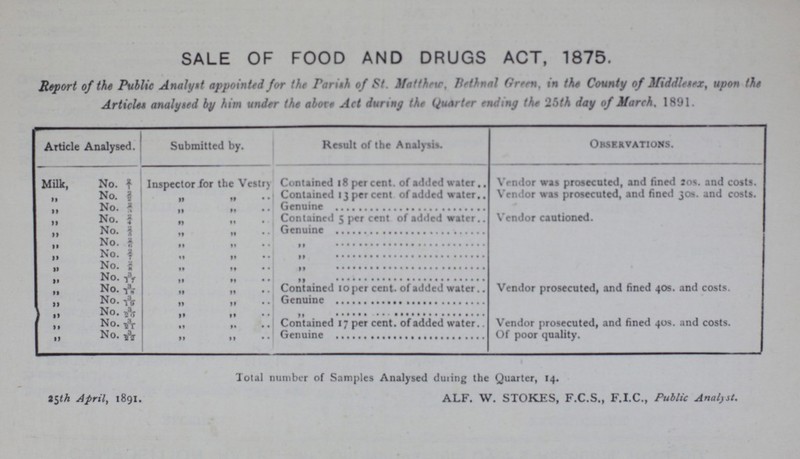 SALE OF FOOD AND DRUGS ACT, 1875.
Report of the Public Analyst appointed for the Parish of St. Matthew, Bethnal Green, in the County of Middlesex, upon the
Articles analysed by him under the above Act during the Quarter ending the 25th day of March, 1891.
Article Analysed. Submitted by. Result of the Analysis. OBSERVATIONS.
Milk, No. Inspector for the Vestry Contained 18 per cent. of added water.. Vendor was prosecuted, and fined 20s. and costs.
„ No. „ „ .. Contained 13 per cent. of added water.. Vendor was prosecuted, and fined 30s. and costs.
„ No. „ „ .. Genuine ........
„ No. „ „ .. Contained 5 per cent of added water.. Vendor cautioned.
„ No. „ „ .. Genuine ........
„ No. „ „ .. „ ........
„ No. „ „ .. „ ........
„ No. „ „ .. „ ........
„ No. „ „ .. „ ........
„ No. „ „ .. Contained 10 per cent. of added water.. Vendor prosecuted, and fined 40s. and costs.
„ No. „ „ .. Genuine ........
„ No. „ „ .. „ ........
„ No. „ „ .. Contained 17 per cent. of added water.. Vendor prosecuted, and fined 40s. and costs.
„ No. „ „ .. Genuine ........ Of poor quality.
Total number of Samples Analysed during the Quarter, 14.
25th April, 1891. ALF. W. STOKES, F.C.S., F.I.C., Public Analyst.